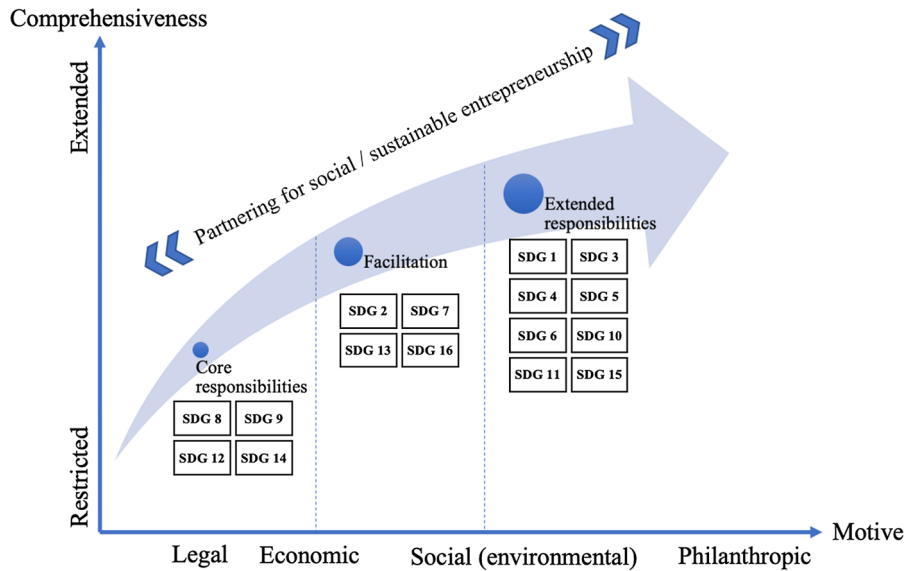 Comprehensiveness
Extended
Restricted
Partnering for social / sustainable entrepreneurship
Core
responsibilities
SDG 8 SDG 9
SDG 12 SDG 14
Facilitation
SDG 2 SDG 7
SDG 13 SDG 16
Extended
responsibilities
SDG 1 SDG 3
SDG 4 SDG 5
SDG 6 SDG 10
SDG 11 SDG 15
Motive
Legal Economic Social (environmental) Philanthropic